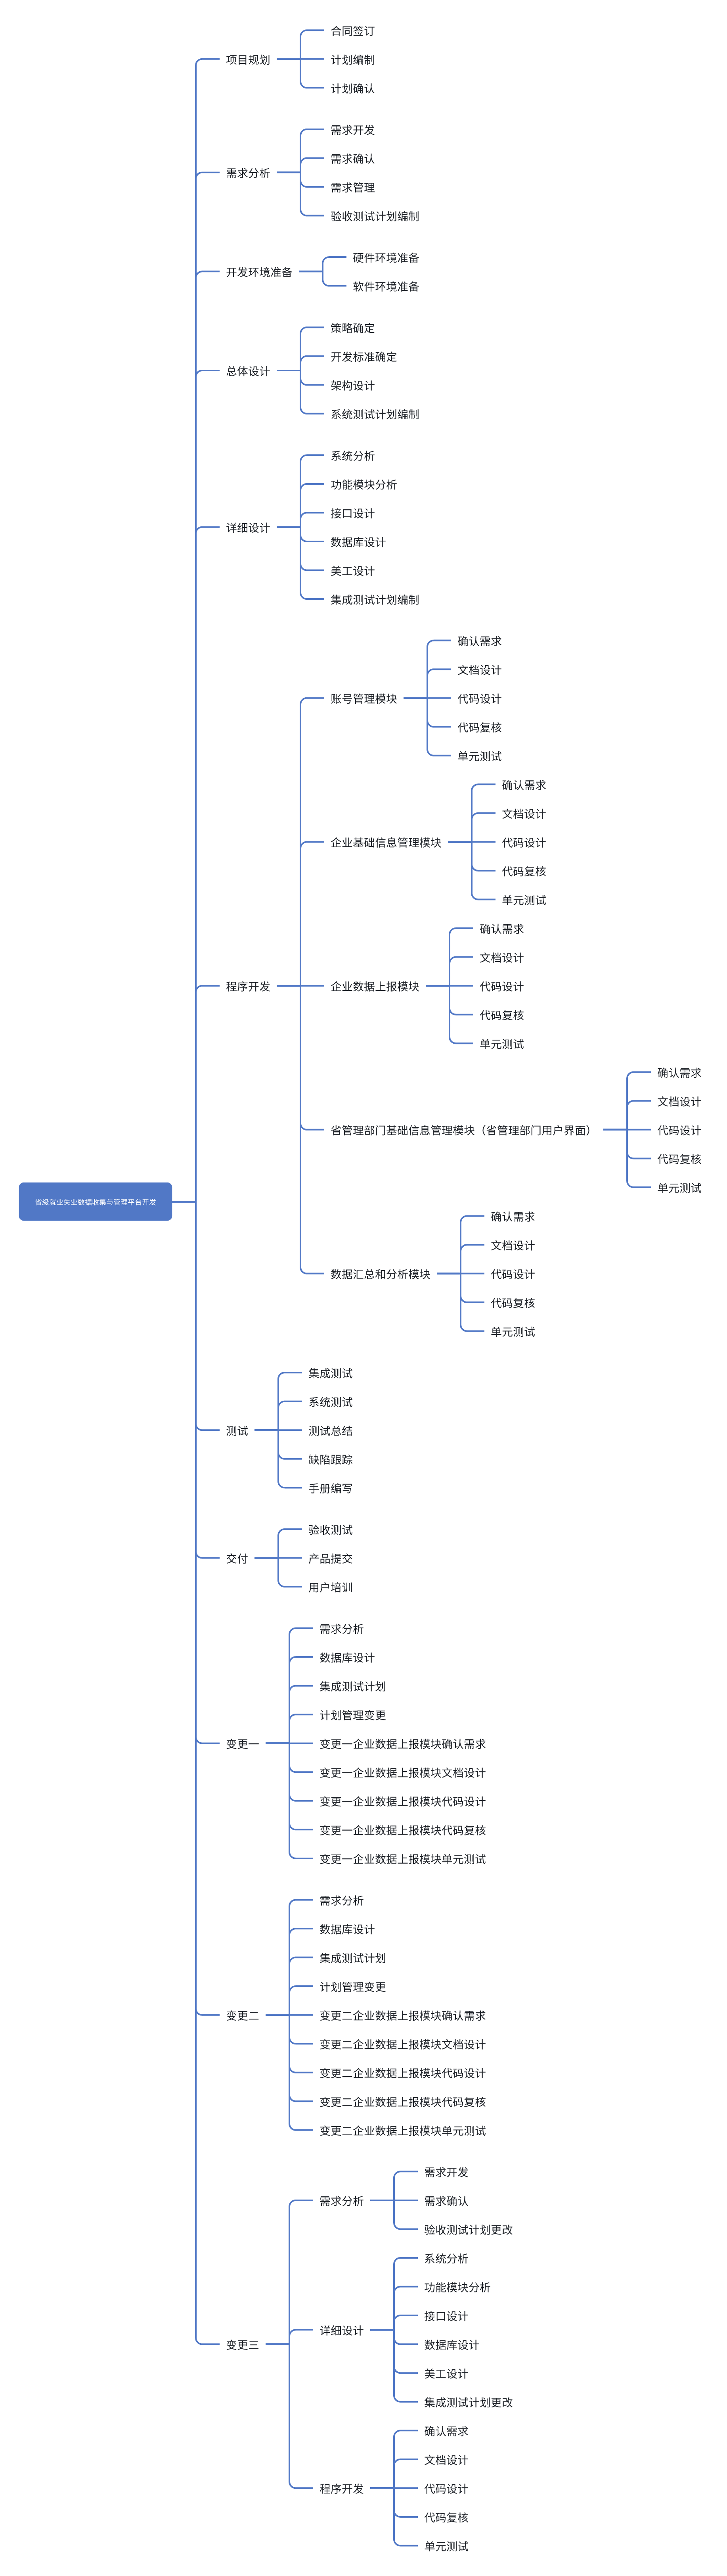 省级就业失业数据收集与管理平台开发
项目规划
合同签订
计划编制
计划确认
需求分析
需求开发
需求确认
需求管理
验收测试计划编制
开发环境准备
硬件环境准备
软件环境准备
总体设计
策略确定
开发标准确定
架构设计
系统测试计划编制
详细设计
系统分析
功能模块分析
接口设计
数据库设计
美工设计
集成测试计划编制
程序开发
账号管理模块
确认需求
文档设计
代码设计
代码复核
单元测试
企业基础信息管理模块
确认需求
文档设计
代码设计
代码复核
单元测试
企业数据上报模块
确认需求
文档设计
代码设计
代码复核
单元测试
省管理部门基础信息管理模块（省管理部门用户界面）
确认需求
文档设计
代码设计
代码复核
单元测试
数据汇总和分析模块
确认需求
文档设计
代码设计
代码复核
单元测试
测试
集成测试
系统测试
测试总结
缺陷跟踪
手册编写
交付
验收测试
产品提交
用户培训
变更一
需求分析
数据库设计
集成测试计划
计划管理变更
变更一企业数据上报模块确认需求
变更一企业数据上报模块文档设计
变更一企业数据上报模块代码设计
变更一企业数据上报模块代码复核
变更一企业数据上报模块单元测试
变更二
需求分析
数据库设计
集成测试计划
计划管理变更
变更二企业数据上报模块确认需求
变更二企业数据上报模块文档设计
变更二企业数据上报模块代码设计
变更二企业数据上报模块代码复核
变更二企业数据上报模块单元测试
变更三
需求分析
需求开发
需求确认
验收测试计划更改
详细设计
系统分析
功能模块分析
接口设计
数据库设计
美工设计
集成测试计划更改
程序开发
确认需求
文档设计
代码设计
代码复核
单元测试